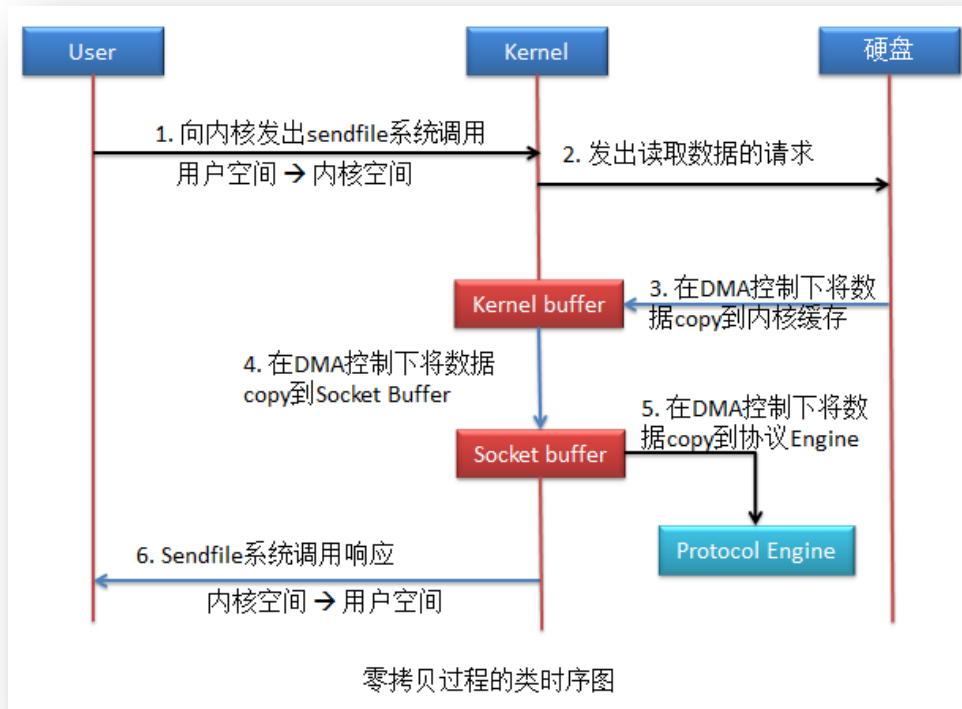 User
Kernel
硬盘
1. 向内核发出sendfile系统调用
用户空间 → 内核空间
2. 发出读取数据的请求
Kernel buffer
3. 在DMA控制下将数
据copy到内核缓存
4. 在DMA控制下将数据
copy到Socket Buffer
5. 在DMA控制下将数
据copy到协议Engine
Socket buffer
Protocol Engine
6. Sendfile系统调用响应
内核空间 → 用户空间
零拷贝过程的类时序图